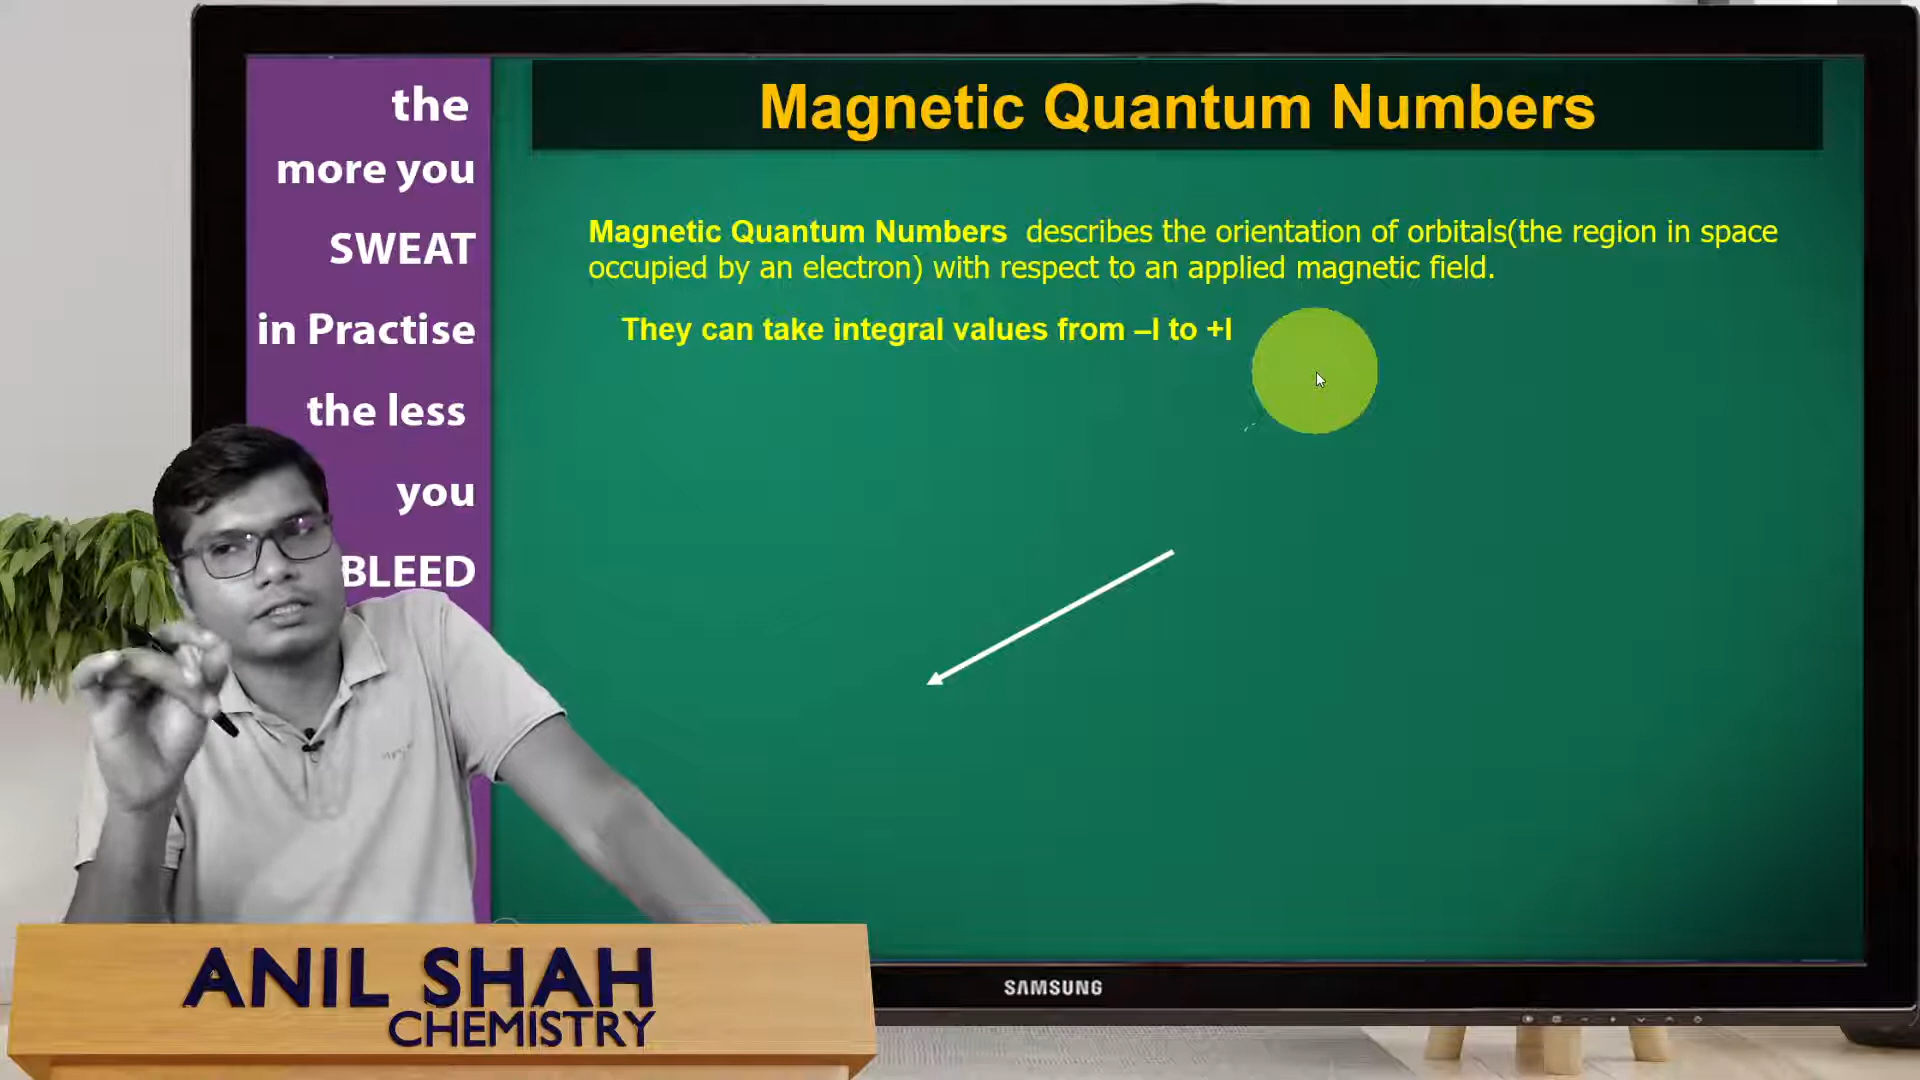 the
more you
SWEAT
in Practise
the less
you
BLEED
Magnetic Quantum Numbers
Magnetic Quantum Numbers describes the orientation of orbitals(the region in space
occupied by an electron) with respect to an applied magnetic field.
They can take integral values from –l to +l
ANIL SHAH
CHEMISTRY
SAMSUNG